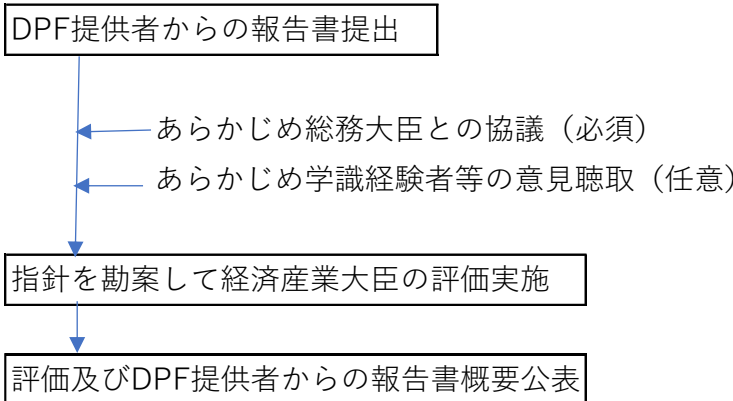 DPF提供者からの報告書提出
あらかじめ総務大臣との協議（必須）
あらかじめ学識経験者等の意見聴取（任意）
指針を勘案して経済産業大臣の評価実施
評価及びDPF提供者からの報告書概要公表